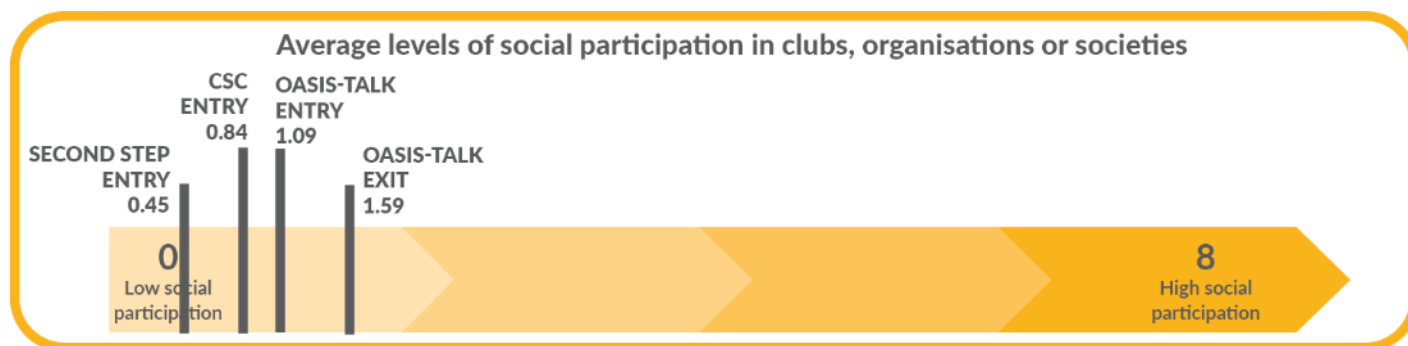 Average levels of social participation in clubs, organisations or societies
SECOND STEP
ENTRY
0.45
CSC
ENTRY
0.84
OASIS-TALK
ENTRY
1.09
OASIS-TALK
EXIT
1.59
0
Low social
participation
8
High social
participation